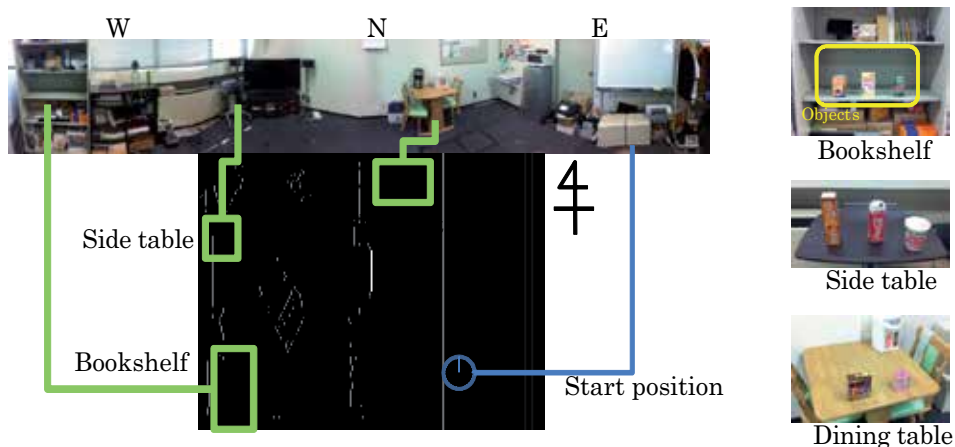 W
N
E
Objects
Bookshelf
Side table
Side table
Bookshelf
Start position
Dining table